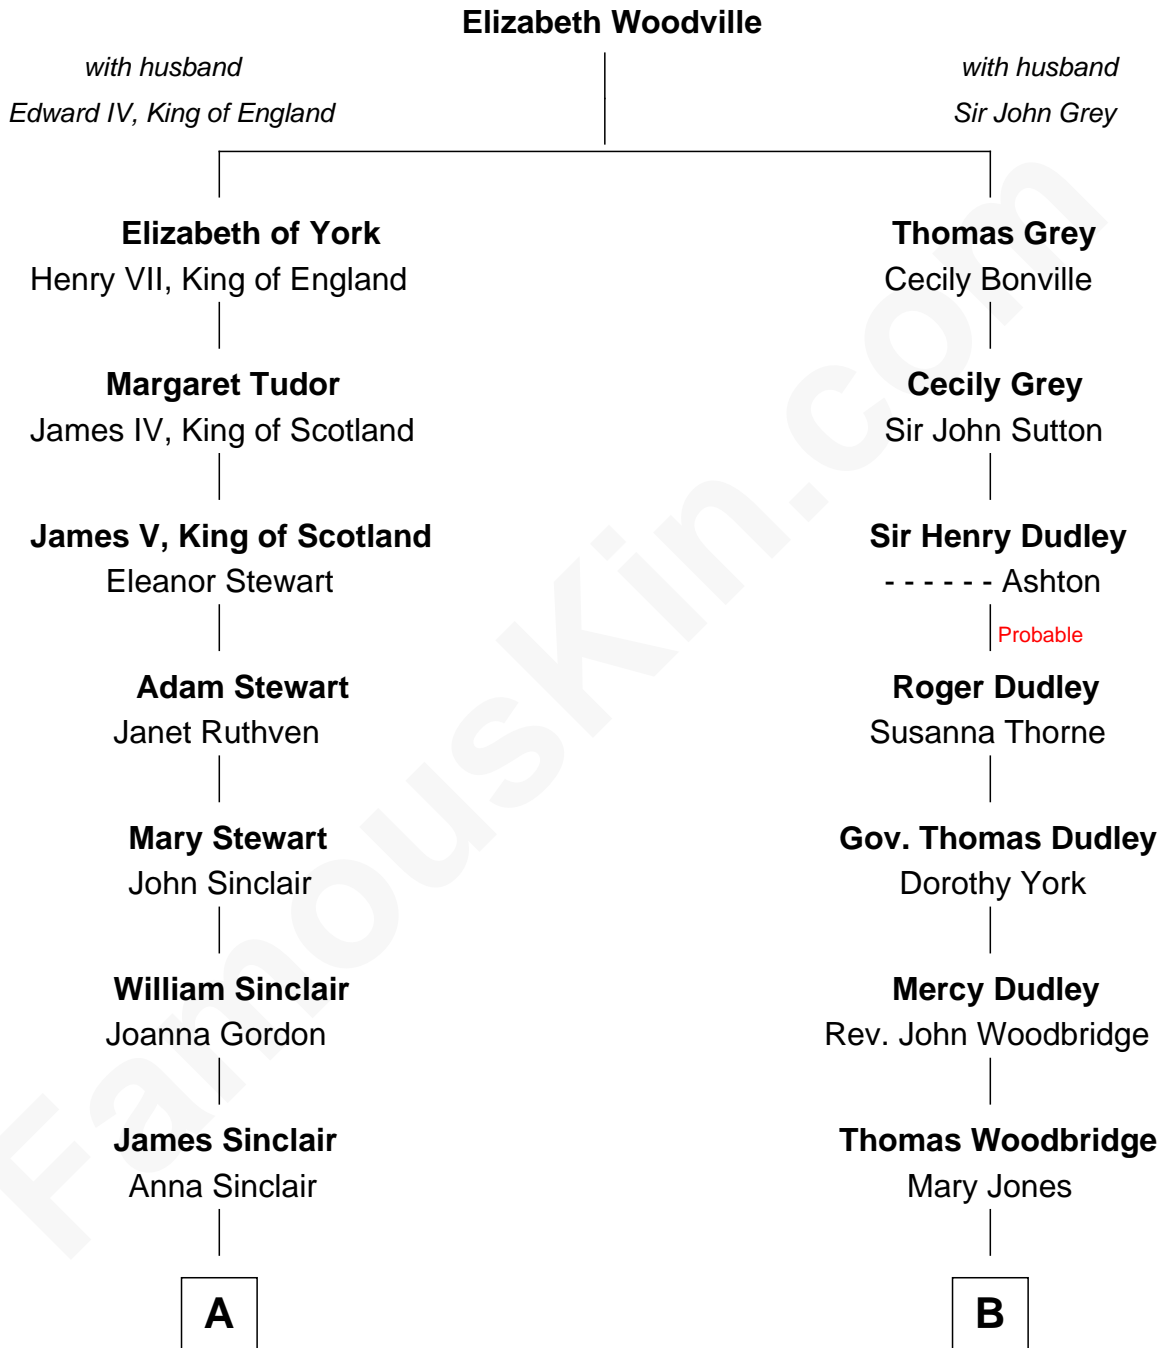 Elizabeth Woodville
with husband
Edward IV, King of England
with husband
Sir John Grey
Elizabeth of York
Henry VII, King of England
Thomas Grey
Cecily Bonville
Margaret Tudor
James IV, King of Scotland
Cecily Grey
Sir John Sutton
James V, King of Scotland
Eleanor Stewart
Sir Henry Dudley
- - - - - - Ashton
Probable
Adam Stewart
Janet Ruthven
Roger Dudley
Susanna Thorne
Mary Stewart
John Sinclair
Gov. Thomas Dudley
Dorothy York
William Sinclair
Joanna Gordon
Mercy Dudley
Rev. John Woodbridge
James Sinclair
Anna Sinclair
Thomas Woodbridge
Mary Jones
A
B
FamousKin.com